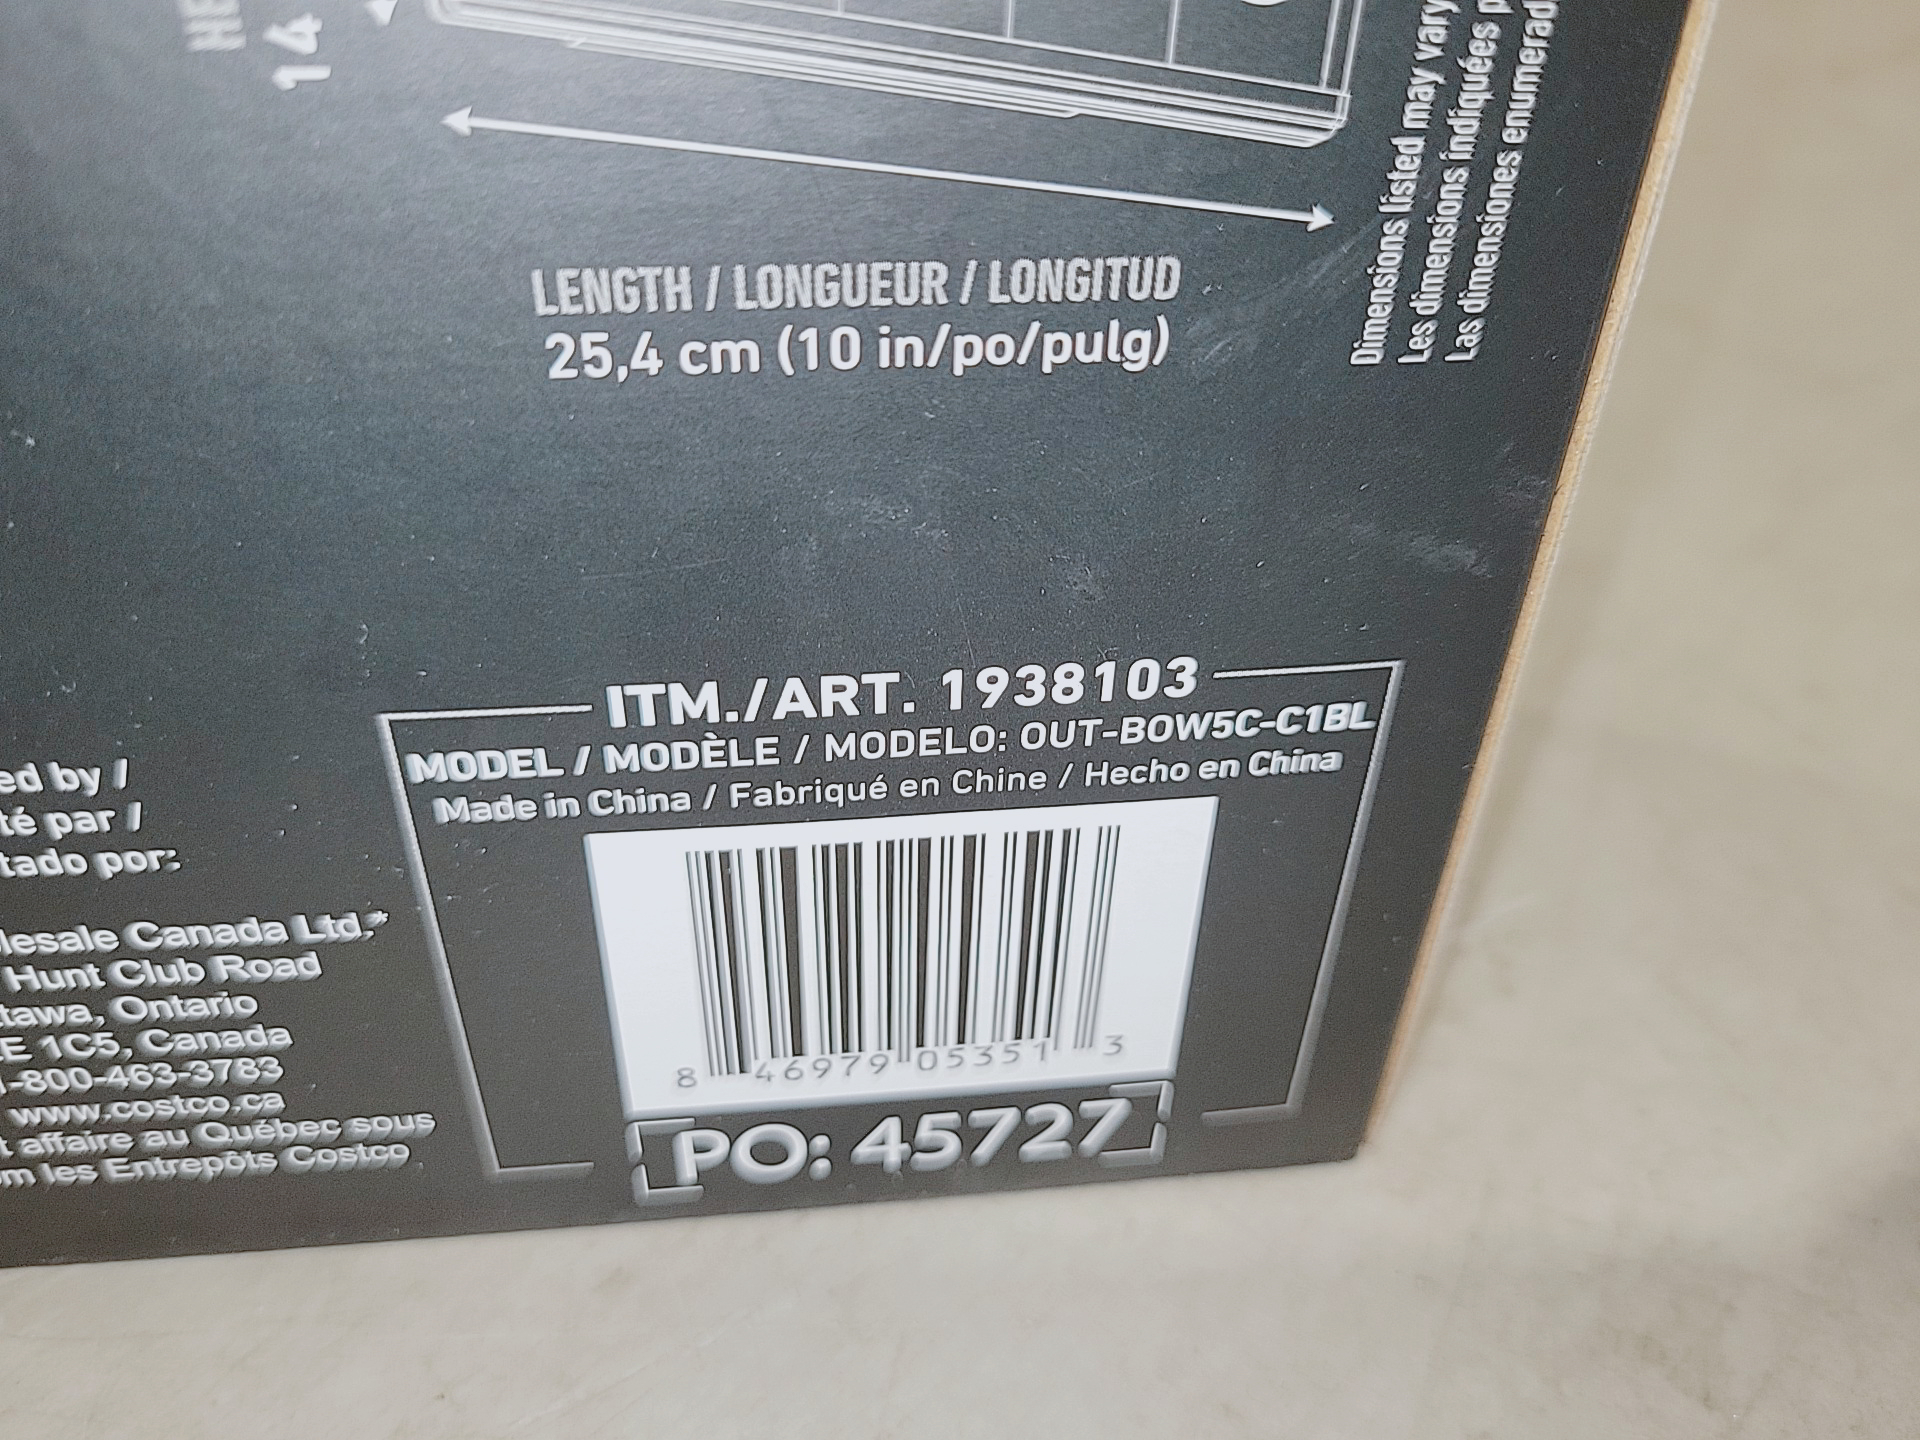 HE
14
LENGTH / LONGUEUR / LONGITUD
25,4 cm (10 in/po/pulg)
Dimensions listed may vary
Les dimensions indiquées p
Las dimensiones enumerad
ITM./ART. 1938103
MODEL / MODÈLE / MODELO: OUT-BOW5C-C1BL
Made in China / Fabriqué en Chine / Hecho en China
8 46979 05351 3
PO: 45727
ed by /
té par /
tado por:
lesale Canada Ltd.*
Hunt Club Road
tawa, Ontario
E 1C5, Canada
1-800-463-3783
www.costco.ca
t affaire au Québec sous
m les Entrepôts Costco